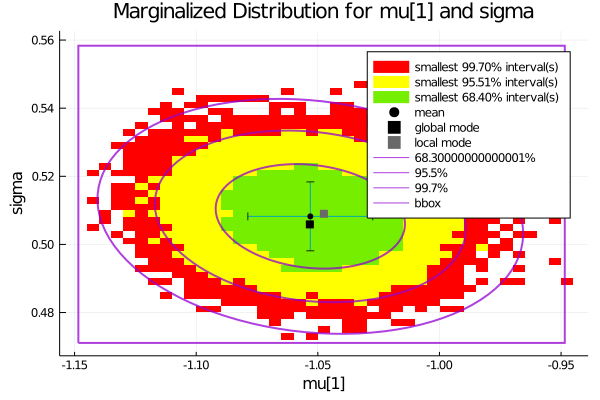 Marginalized Distribution for mu[1] and sigma
0.56
0.54
0.52
0.50
0.48
sigma
smallest 99.70% interval(s)
smallest 95.51% interval(s)
smallest 68.40% interval(s)
mean
global mode
local mode
68.30000000000001%
95.5%
99.7%
bbox
-1.15
-1.10
-1.05
-1.00
-0.95
mu[1]